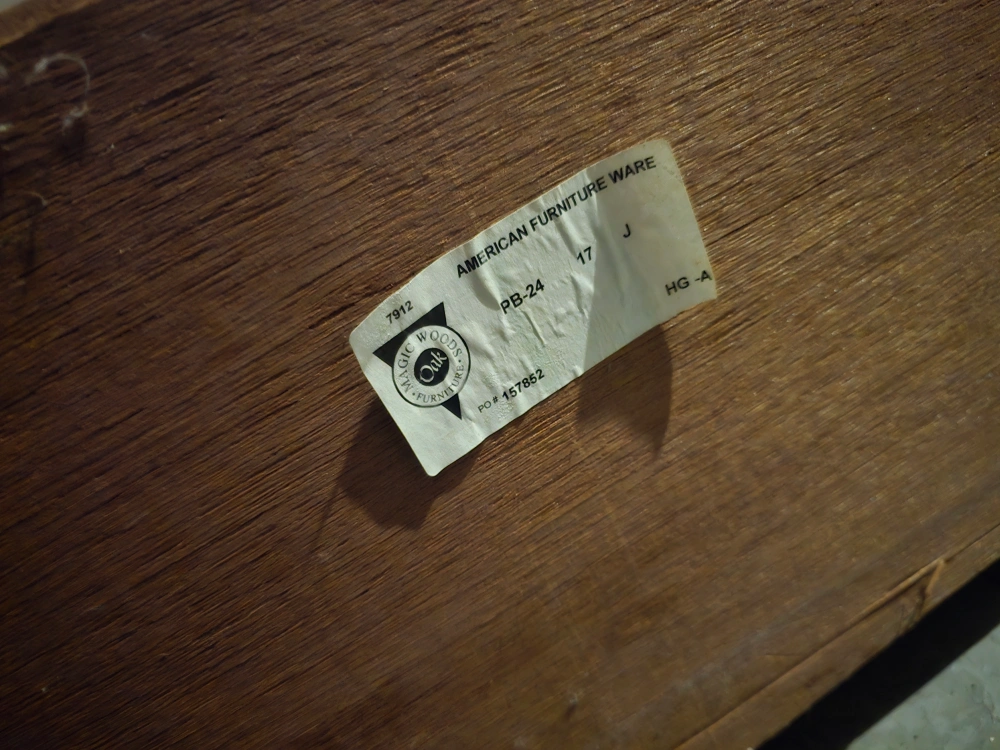 AMERICAN FURNITURE WARE
7912
PB-24 17 J
HG -A
MAGIC WOODS
Oak
• FURNITURE •
PO # 157852